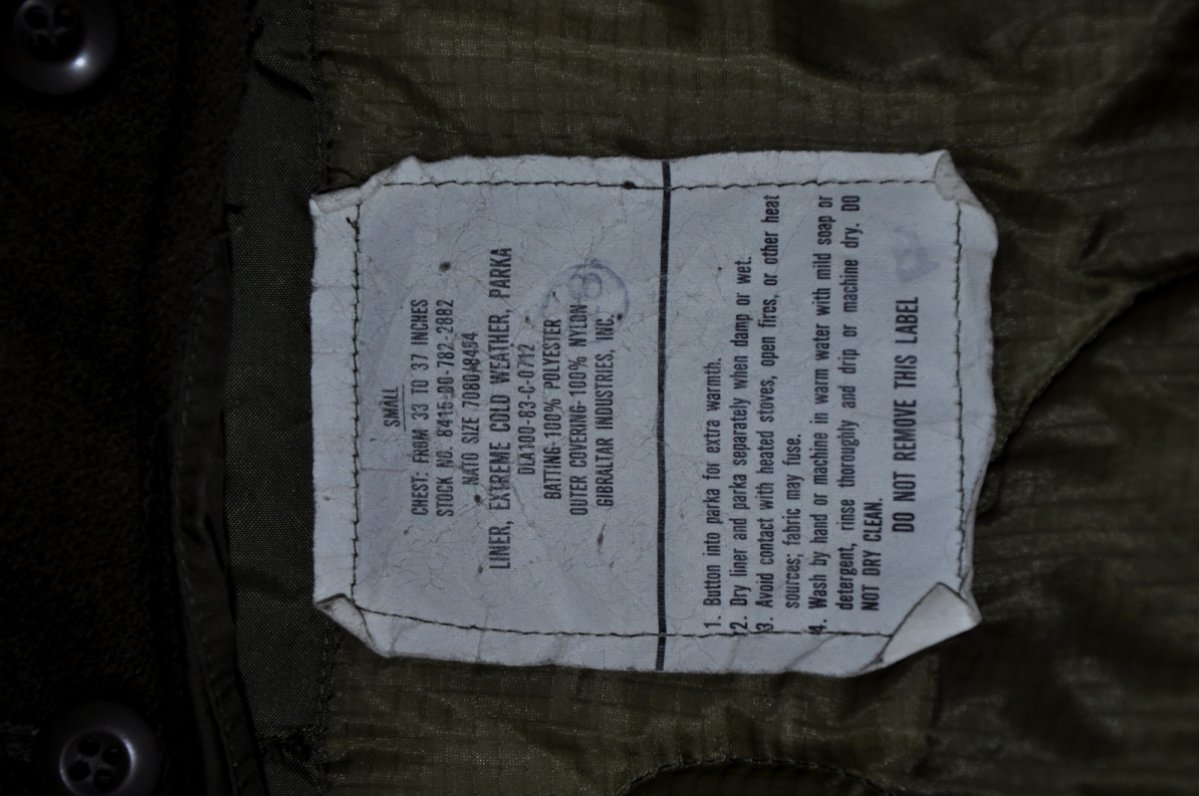 SMALL
CHEST: FROM 33 TO 37 INCHES
STOCK NO. 8415-00-782-2882
NATO SIZE 7080/8494
LINER, EXTREME COLD WEATHER, PARKA
DLA100-83-C-0712
BATTING-100% POLYESTER
OUTER COVERING-100% NYLON
GIBRALTAR INDUSTRIES, INC.
1. Button into parka for extra warmth.
2. Dry liner and parka separately when damp or wet.
3. Avoid contact with heated stoves, open fires, or other heat
sources; fabric may fuse.
4. Wash by hand or machine in warm water with mild soap or
detergent, rinse thoroughly and drip or machine dry. DO
NOT DRY CLEAN.
DO NOT REMOVE THIS LABEL